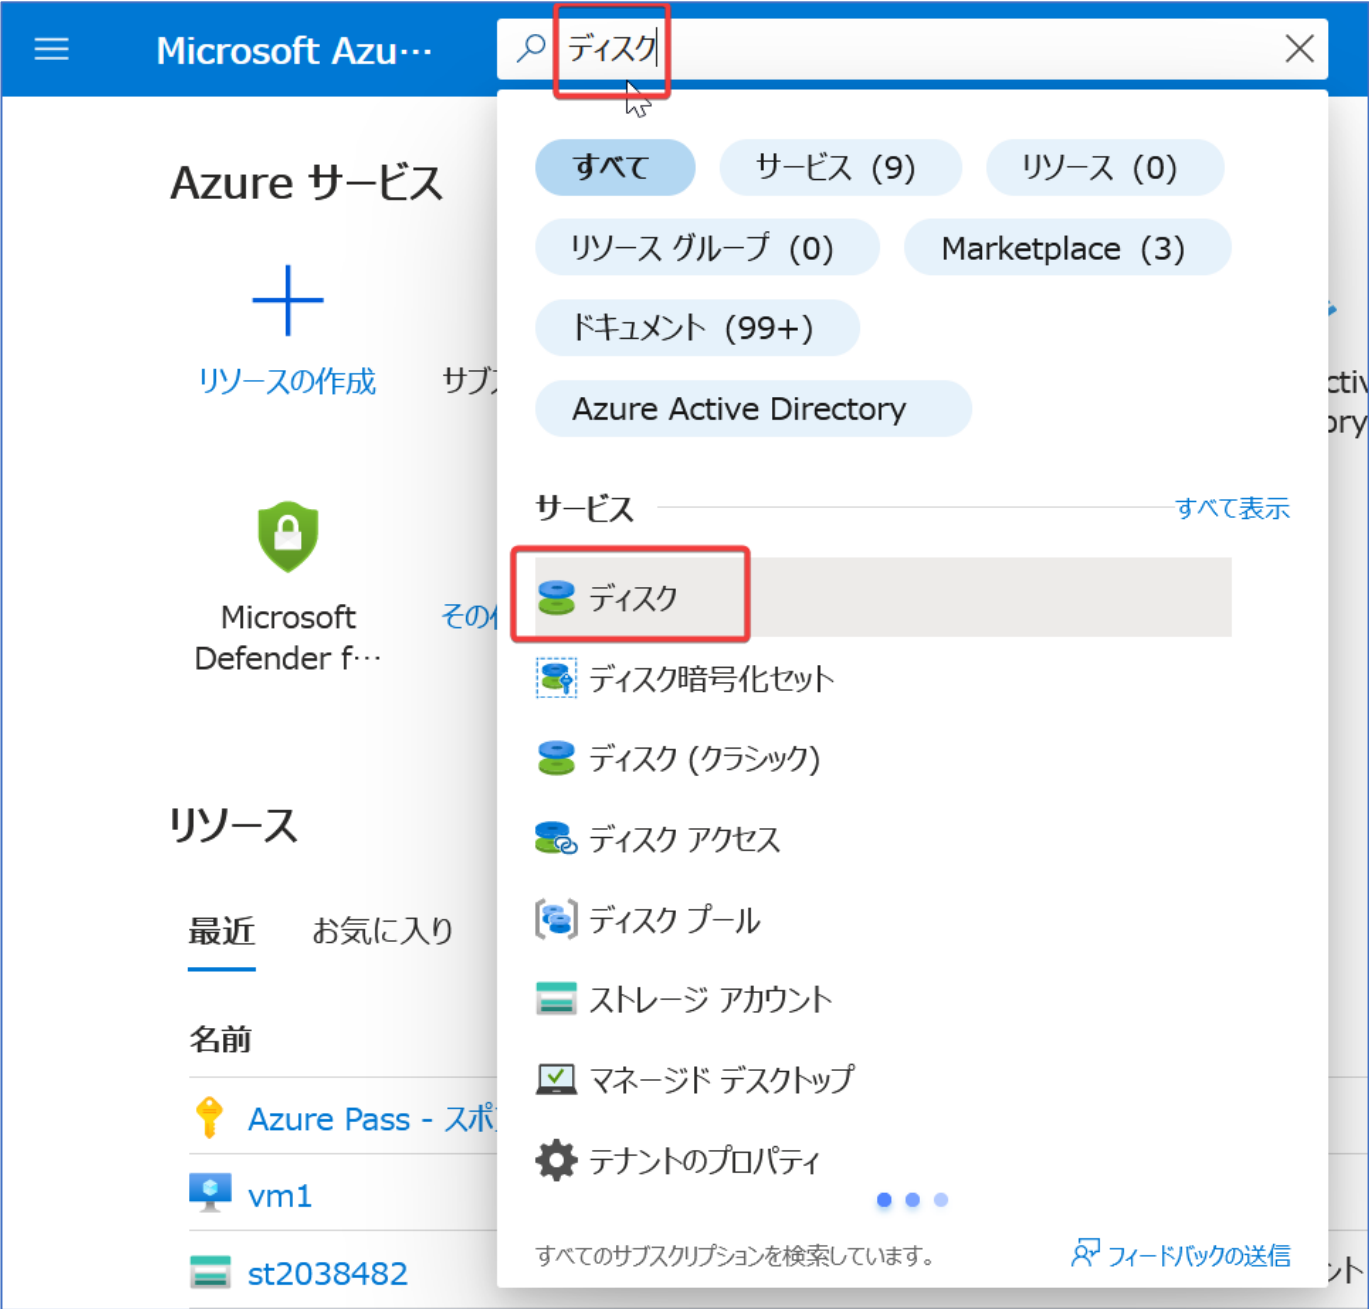 Microsoft Azu…
ディスク
すべて
サービス (9)
リソース (0)
リソース グループ (0)
Marketplace (3)
ドキュメント (99+)
Azure Active Directory
Azure サービス
リソースの作成
サブス
ctiv
ory
Microsoft
Defender f…
その他
サービス
すべて表示
ディスク
ディスク暗号化セット
ディスク (クラシック)
ディスク アクセス
ディスク プール
ストレージ アカウント
マネージド デスクトップ
テナントのプロパティ
すべてのサブスクリプションを検索しています。
フィードバックの送信
リソース
最近
お気に入り
名前
Azure Pass - スポ
vm1
st2038482
ント